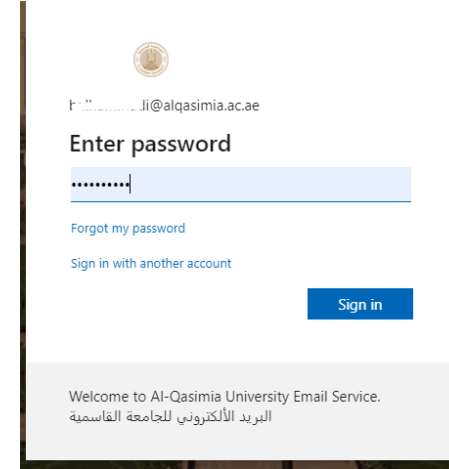 @alqasimia.ac.ae
Enter password
••••••••••
Forgot my password
Sign in with another account
Sign in
Welcome to Al-Qasimia University Email Service.
البريد الألكتروني للجامعة القاسمية